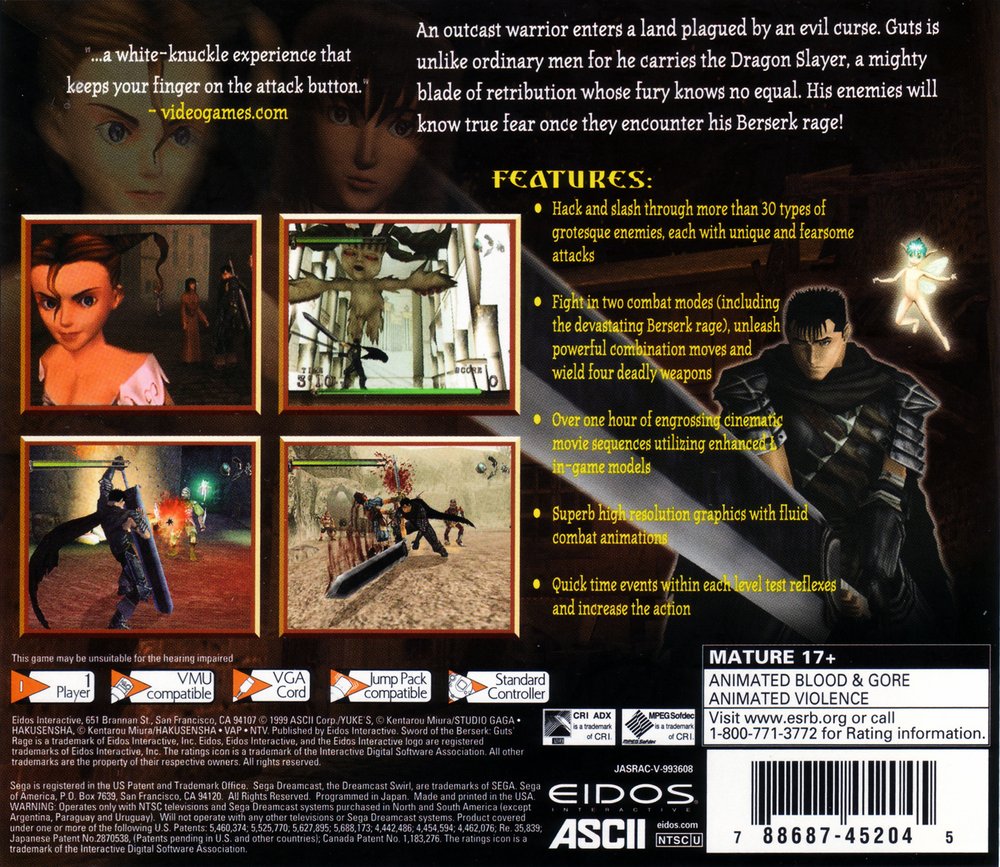 "...a white-knuckle experience that
keeps your finger on the attack button."
- videogames.com
An outcast warrior enters a land plagued by an evil curse. Guts is
unlike ordinary men for he carries the Dragon Slayer, a mighty
blade of retribution whose fury knows no equal. His enemies will
know true fear once they encounter his Berserk rage!
FEATURES:
• Hack and slash through more than 30 types of
grotesque enemies, each with unique and fearsome
attacks
• Fight in two combat modes (including
the devastating Berserk rage), unleash
powerful combination moves and
wield four deadly weapons
• Over one hour of engrossing cinematic
movie sequences utilizing enhanced
in-game models
• Superb high resolution graphics with fluid
combat animations
• Quick time events within each level test reflexes
and increase the action
TIME
SCORE
0
This game may be unsuitable for the hearing impaired
1
Player
VMU
compatible
VGA
Cord
Jump Pack
compatible
Standard
Controller
Eidos Interactive, 651 Brannan St., San Francisco, CA 94107 © 1999 ASCII Corp./YUKE'S, © Kentarou Miura/STUDIO GAGA •
HAKUSENSHA, © Kentarou Miura/HAKUSENSHA • VAP • NTV. Published by Eidos Interactive. Sword of the Berserk: Guts'
Rage is a trademark of Eidos Interactive, Inc. Eidos, Eidos Interactive, and the Eidos Interactive logo are registered
trademarks of Eidos Interactive, Inc. The ratings icon is a trademark of the Interactive Digital Software Association. All other
trademarks are the property of their respective owners. All rights reserved.
Sega is registered in the US Patent and Trademark Office. Sega, Dreamcast, the Dreamcast Swirl, are trademarks of SEGA. Sega
of America, P.O. Box 7639, San Francisco, CA 94120. All Rights Reserved. Programmed in Japan. Made and printed in the USA.
WARNING: Operates only with NTSC televisions and Sega Dreamcast systems purchased in North and South America (except
Argentina, Paraguay and Uruguay). Will not operate with any other televisions or Sega Dreamcast systems. Product covered
under one or more of the following U.S. Patents: 5,460,374; 5,525,770; 5,627,895; 5,688,173; 4,442,486; 4,454,594; 4,462,076; Re. 35,839;
Japanese Patent No.2870538, (Patents pending in U.S. and other countries); Canada Patent No. 1,183,276. The ratings icon is a
trademark of the Interactive Digital Software Association.
CRI ADX
is a trademark
of CRI.
MPEG Sofdec
is a trademark
of CRI.
JASRAC-V-993608
EIDOS
INTERACTIVE
ASCII
eidos.com
NTSC U
MATURE 17+
ANIMATED BLOOD & GORE
ANIMATED VIOLENCE
Visit www.esrb.org or call
1-800-771-3772 for Rating information.
7 88687-45204 5